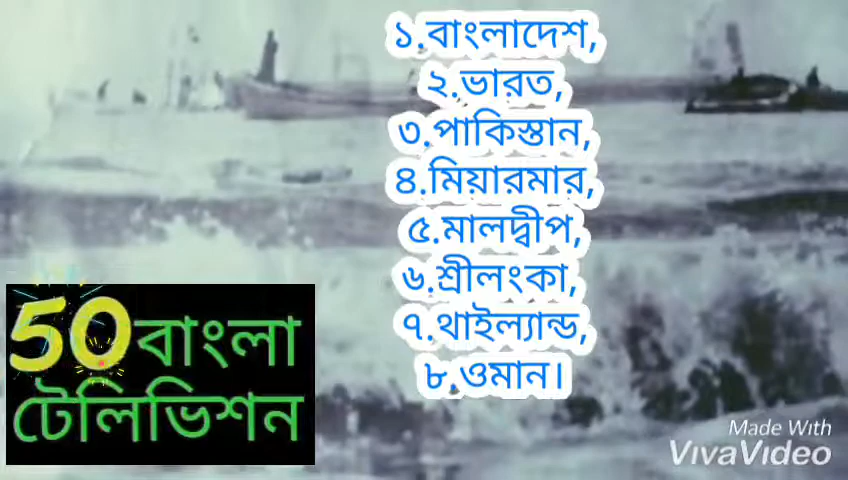 ১.বাংলাদেশ,
২.ভারত,
৩.পাকিস্তান,
৪.মিয়ারমার,
৫.মালদ্বীপ,
৬.শ্রীলংকা,
৭.থাইল্যান্ড,
৮.ওমান।
50বাংলা
টেলিভিশন
Made With
VivaVideo